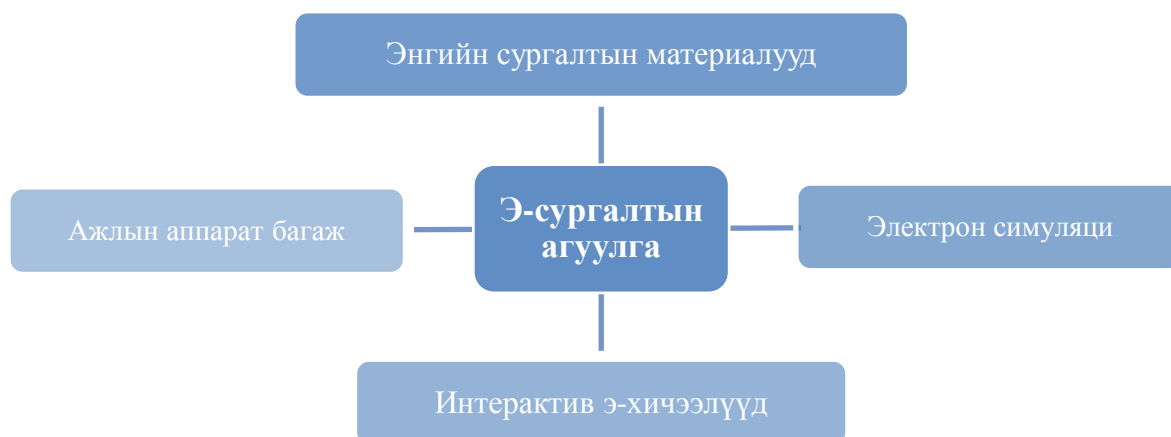 Энгийн сургалтын материалууд
Ажлын аппарат багаж
Э-сургалтын
агуулга
Электрон симуляци
Интерактив э-хичээлүүд